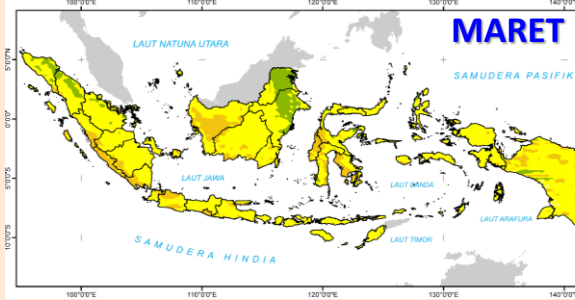 100°0'0"E 110°0'0"E 120°0'0"E 130°0'0"E 140°0'
MARET
LAUT NATUNA UTARA
SAMUDERA PASIFIK
5°0'0"N
0°0'0"
5°0'0"S
10°0'0"S
LAUT JAWA
LAUT BANDA
LAUT ARAFURA
LAUT TIMOR
SAMUDERA HINDIA
100°0'0"E 110°0'0"E 120°0'0"E 130°0'0"E 140°0'